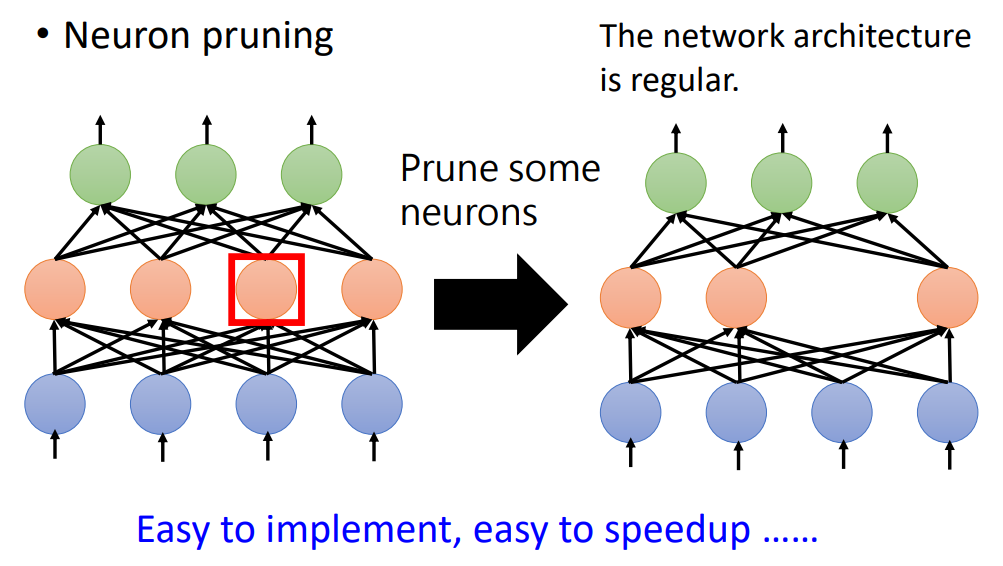 • Neuron pruning
The network architecture
is regular.
Prune some
neurons
Easy to implement, easy to speedup ……